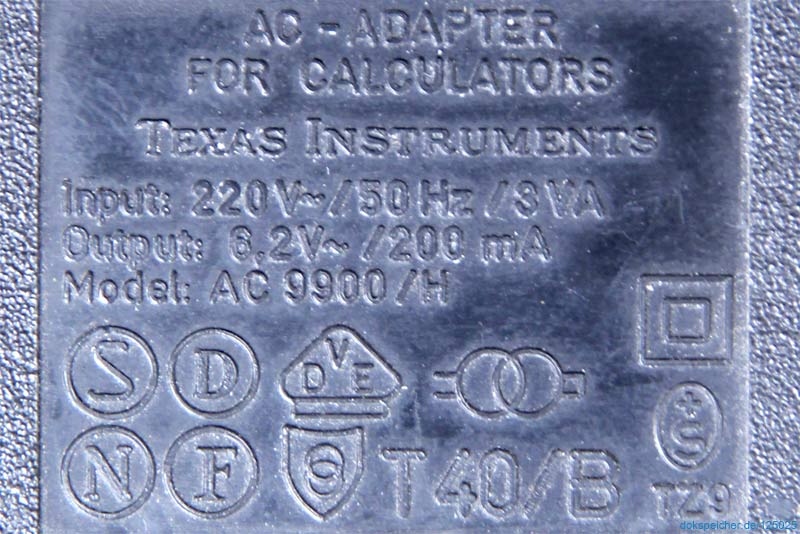 AC - ADAPTER
FOR CALCULATORS
TEXAS INSTRUMENTS
Input: 220V~/50Hz/3VA
Output: 6,2V~/200 mA
Model: AC 9900/H
S D VDE
N F T40/B
+S
TZ9
dokspeicher.de/125025